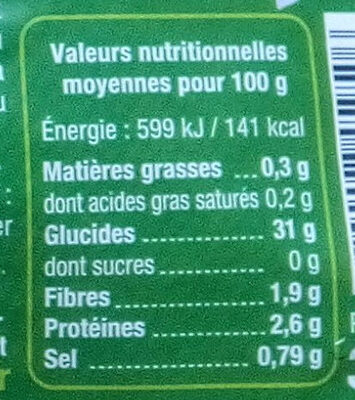 Valeurs nutritionnelles
moyennes pour 100 g
Énergie : 599 kJ / 141 kcal
Matières grasses ...0,3 g
dont acides gras saturés 0,2 g
Glucides .............. 31 g
dont sucres ................ 0 g
Fibres ...................... 1,9 g
Protéines ................ 2,6 g
Sel ...................... 0,79 g